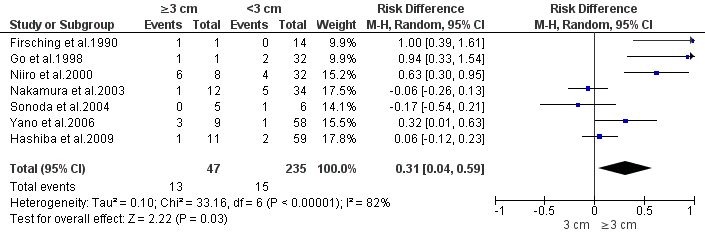 ≥3 cm <3 cm Risk Difference Risk Difference
Study or Subgroup Events Total Events Total Weight M-H, Random, 95% CI M-H, Random, 95% CI
Firsching et al.1990 1 1 0 14 9.9% 1.00 [0.39, 1.61]
Go et al.1998 1 1 2 32 9.9% 0.94 [0.33, 1.54]
Niiro et al.2000 6 8 4 32 15.2% 0.63 [0.30, 0.95]
Nakamura et al.2003 1 12 5 34 17.7% -0.06 [-0.26, 0.13]
Sonoda et al.2004 0 5 1 6 14.0% -0.17 [-0.54, 0.21]
Yano et al.2006 3 9 1 58 15.5% 0.32 [0.01, 0.63]
Hashiba et al.2009 1 11 2 59 17.8% 0.06 [-0.12, 0.23]
Total (95% CI) 47 235 100.0% 0.31 [0.04, 0.59]
Total events 13 15
Heterogeneity: Tau² = 0.10; Chi² = 33.16, df = 6 (P < 0.00001); I² = 82%
Test for overall effect: Z = 2.22 (P = 0.03)
-1 -0.5 0 0.5 1
3 cm ≥3 cm